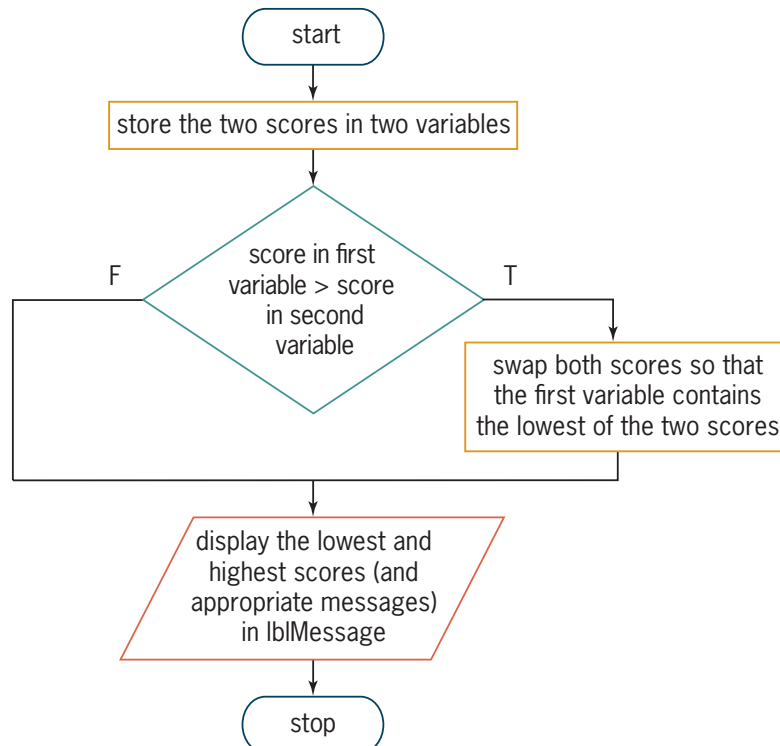 start
store the two scores in two variables
score in first
variable > score
in second
variable
F
T
swap both scores so that
the first variable contains
the lowest of the two scores
display the lowest and
highest scores (and
appropriate messages)
in lblMessage
stop